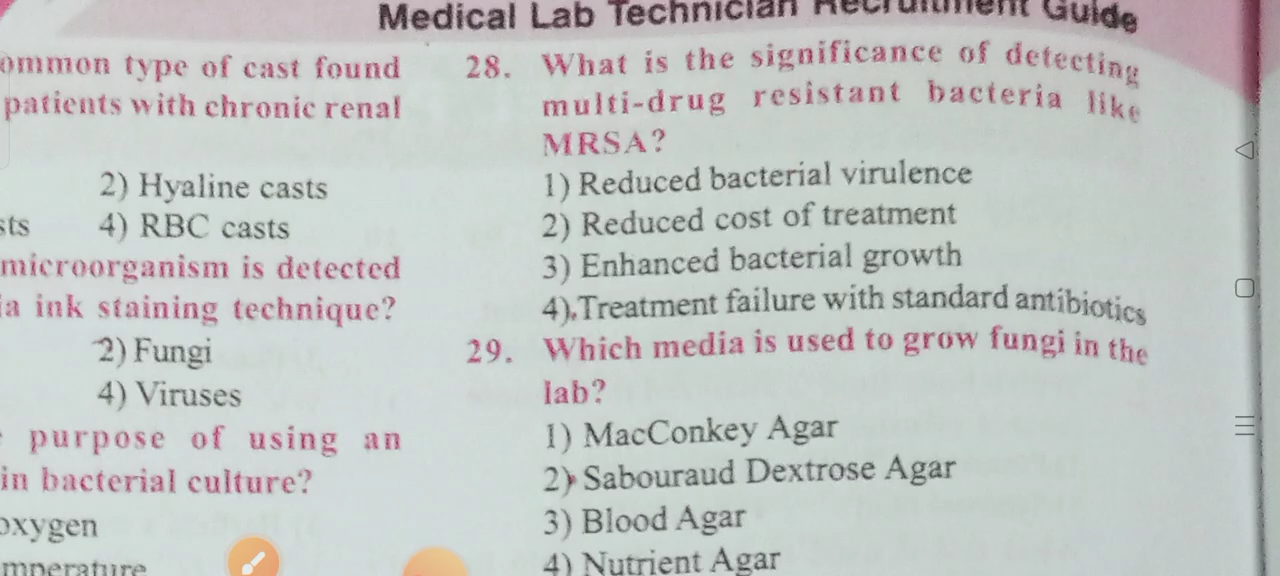 Medical Lab Technician Recruitment Guide
ommon type of cast found
patients with chronic renal
2) Hyaline casts
sts 4) RBC casts
microorganism is detected
ia ink staining technique?
2) Fungi
4) Viruses
purpose of using an
in bacterial culture?
oxygen
mperature
28. What is the significance of detecting
multi-drug resistant bacteria like
MRSA?
1) Reduced bacterial virulence
2) Reduced cost of treatment
3) Enhanced bacterial growth
4) Treatment failure with standard antibiotics
29. Which media is used to grow fungi in the
lab?
1) MacConkey Agar
2) Sabouraud Dextrose Agar
3) Blood Agar
4) Nutrient Agar